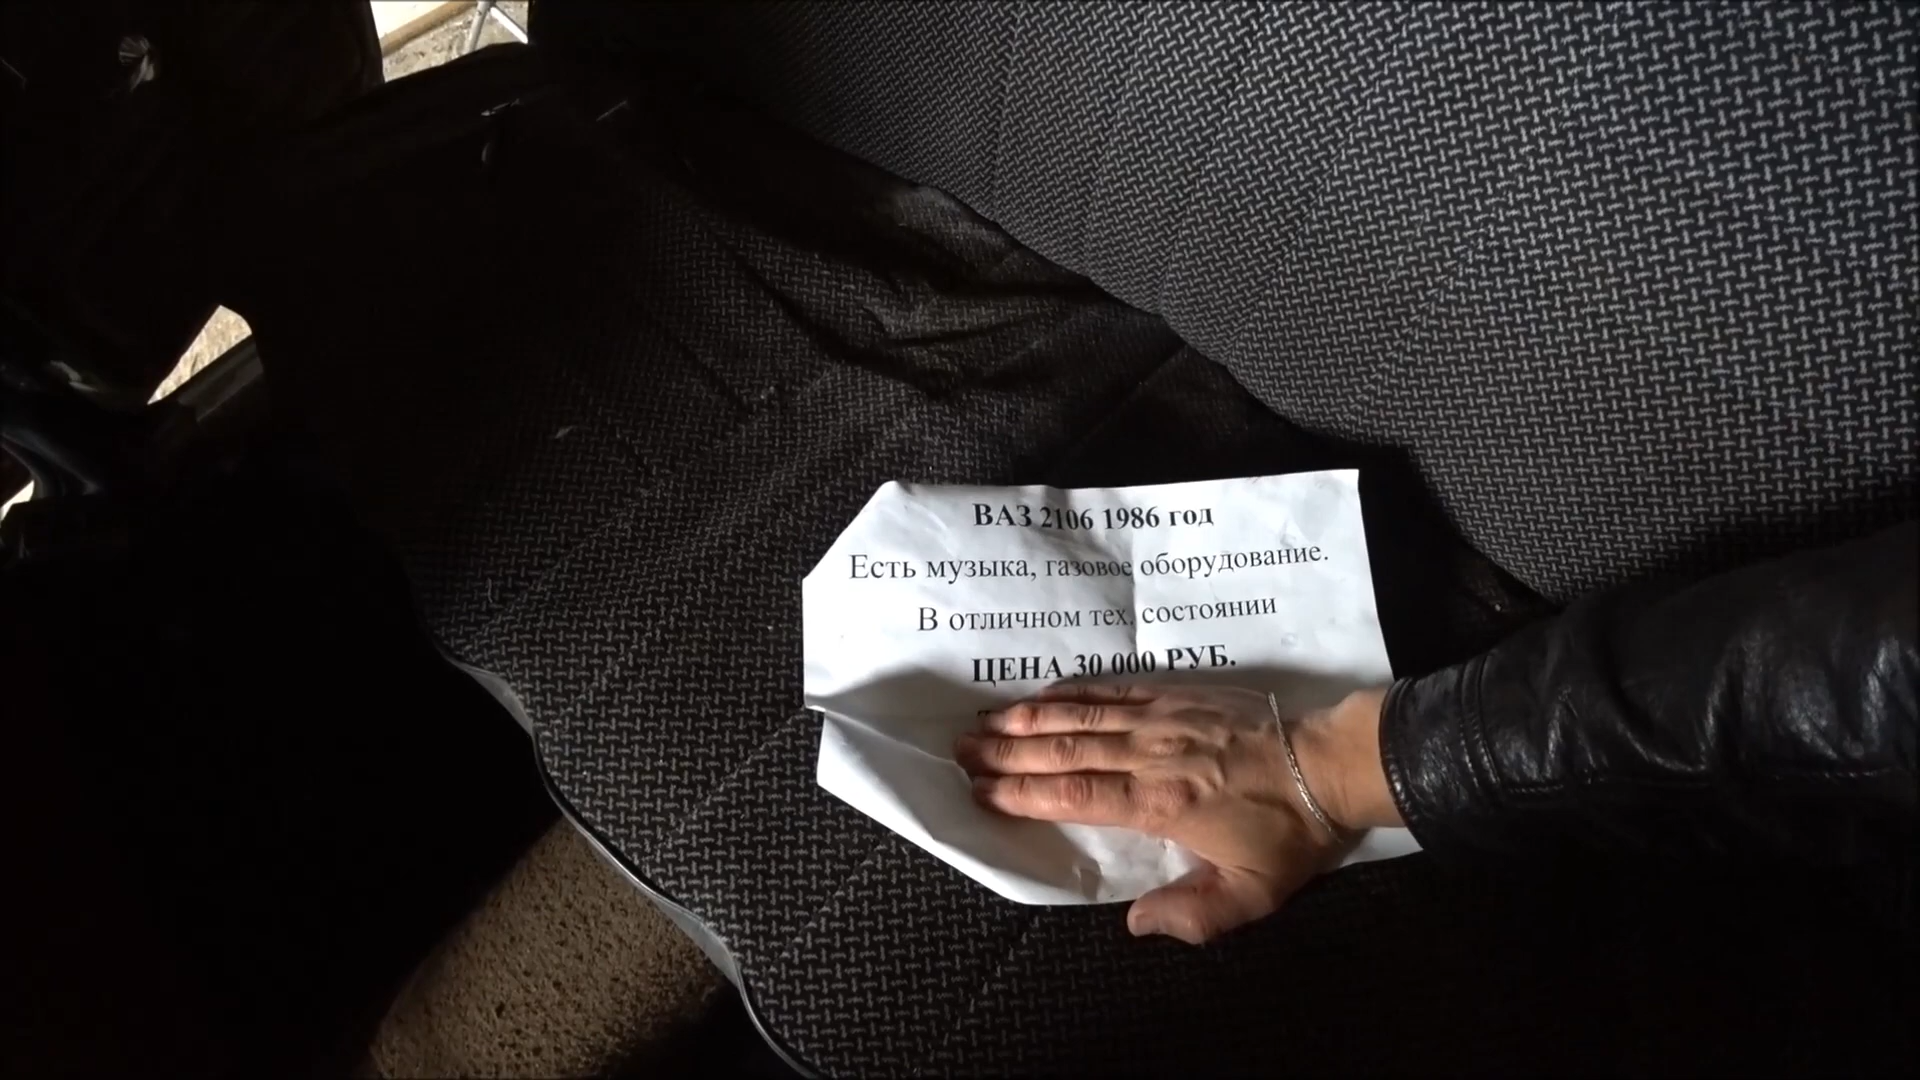 ВАЗ 2106 1986 год
Есть музыка, газовое оборудование.
В отличном тех. состоянии
ЦЕНА 30 000 РУБ.